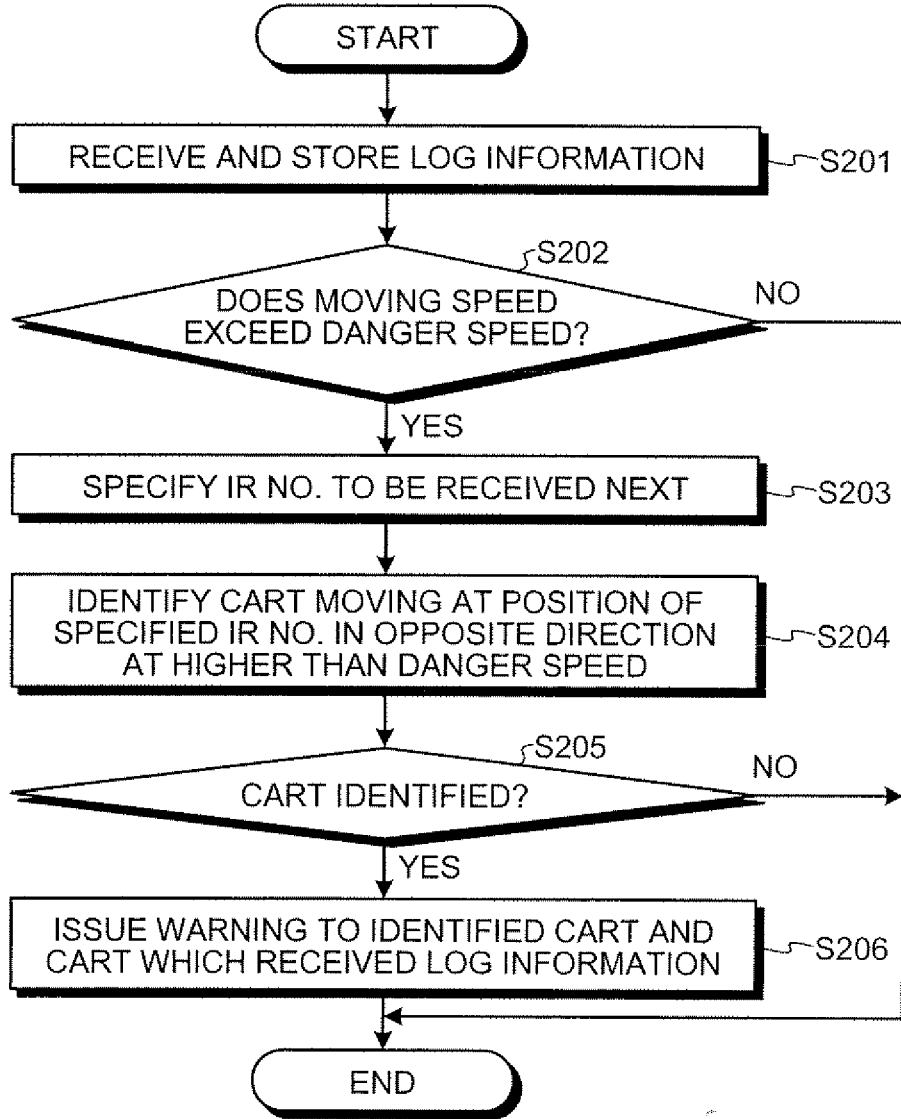 START
RECEIVE AND STORE LOG INFORMATION
S201
S202
DOES MOVING SPEED
EXCEED DANGER SPEED?
NO
YES
SPECIFY IR NO. TO BE RECEIVED NEXT
S203
IDENTIFY CART MOVING AT POSITION OF
SPECIFIED IR NO. IN OPPOSITE DIRECTION
AT HIGHER THAN DANGER SPEED
S204
S205
CART IDENTIFIED?
NO
YES
ISSUE WARNING TO IDENTIFIED CART AND
CART WHICH RECEIVED LOG INFORMATION
S206
END